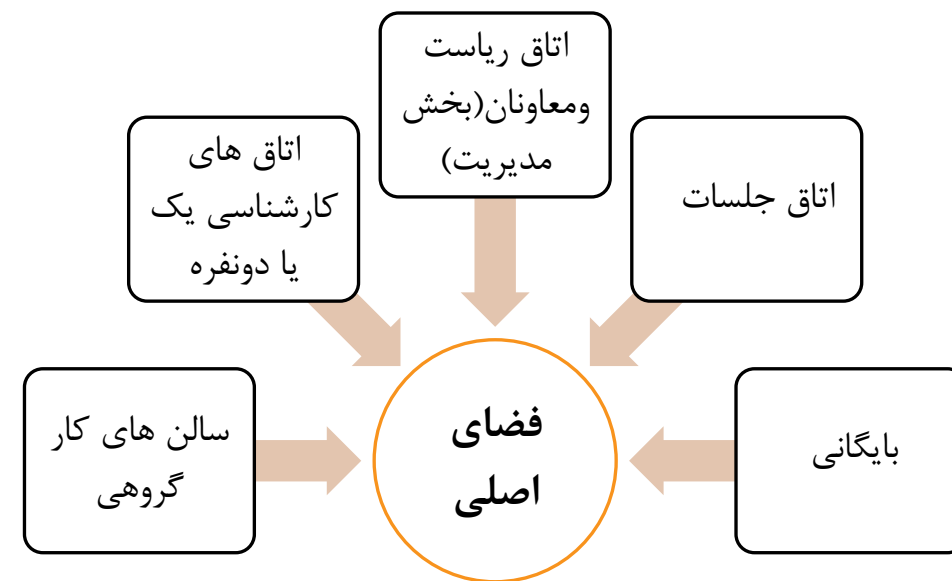 اتاق ریاست
ومعاونان(بخش
مدیریت)
اتاق جلسات
اتاق های
کارشناسی یک
یا دونفره
بایگانی
سالن های کار
گروهی
فضای
اصلی